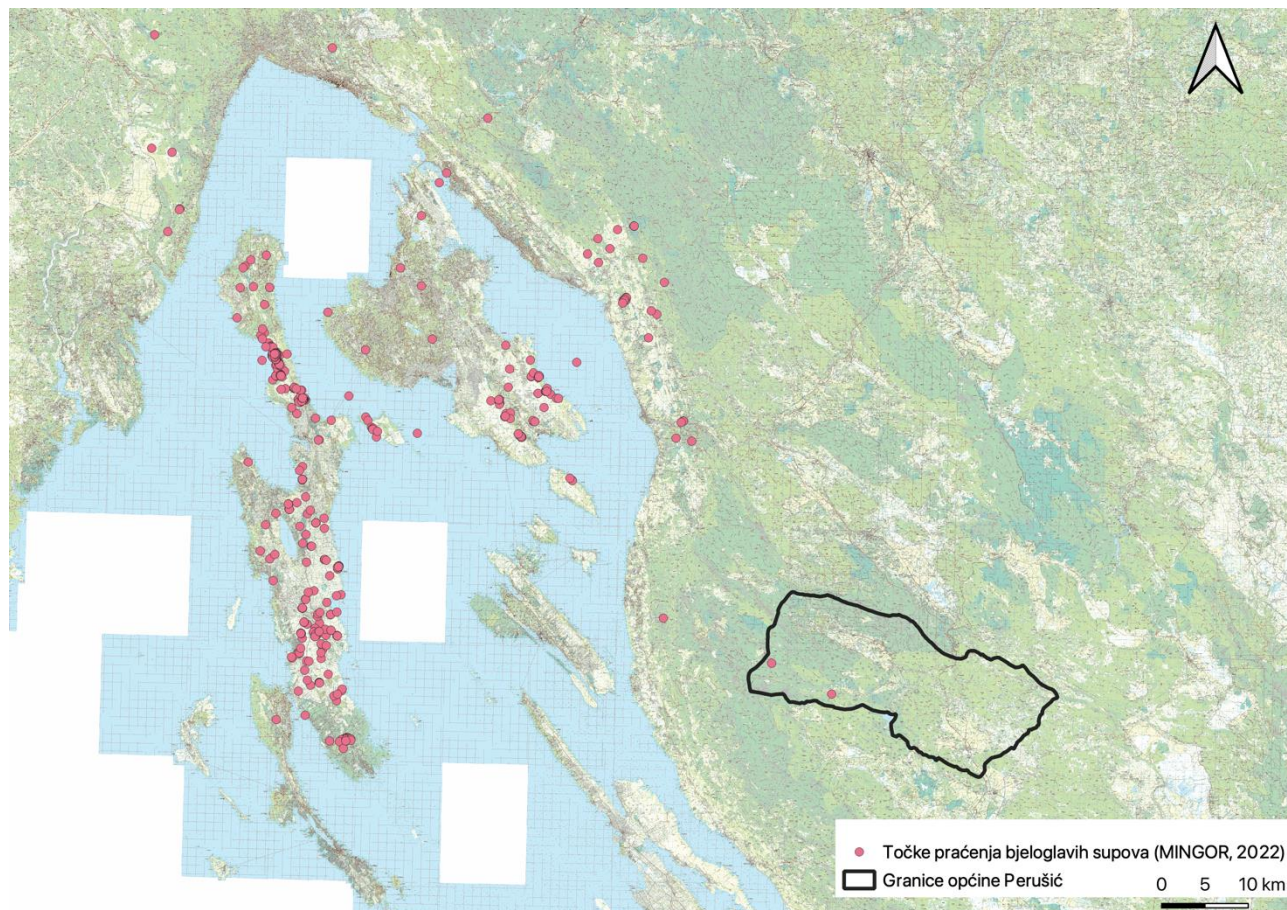 Točke praćenja bjeloglavih supova (MINGOR, 2022)
Granice općine Perušić
0 5 10 km